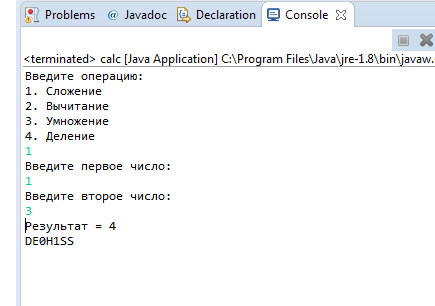 Problems @ Javadoc Declaration Console
<terminated> calc [Java Application] C:\Program Files\Java\jre-1.8\bin\javaw.
Введите операцию:
1. Сложение
2. Вычитание
3. Умножение
4. Деление
1
Введите первое число:
1
Введите второе число:
3
Результат = 4
DE0H1SS